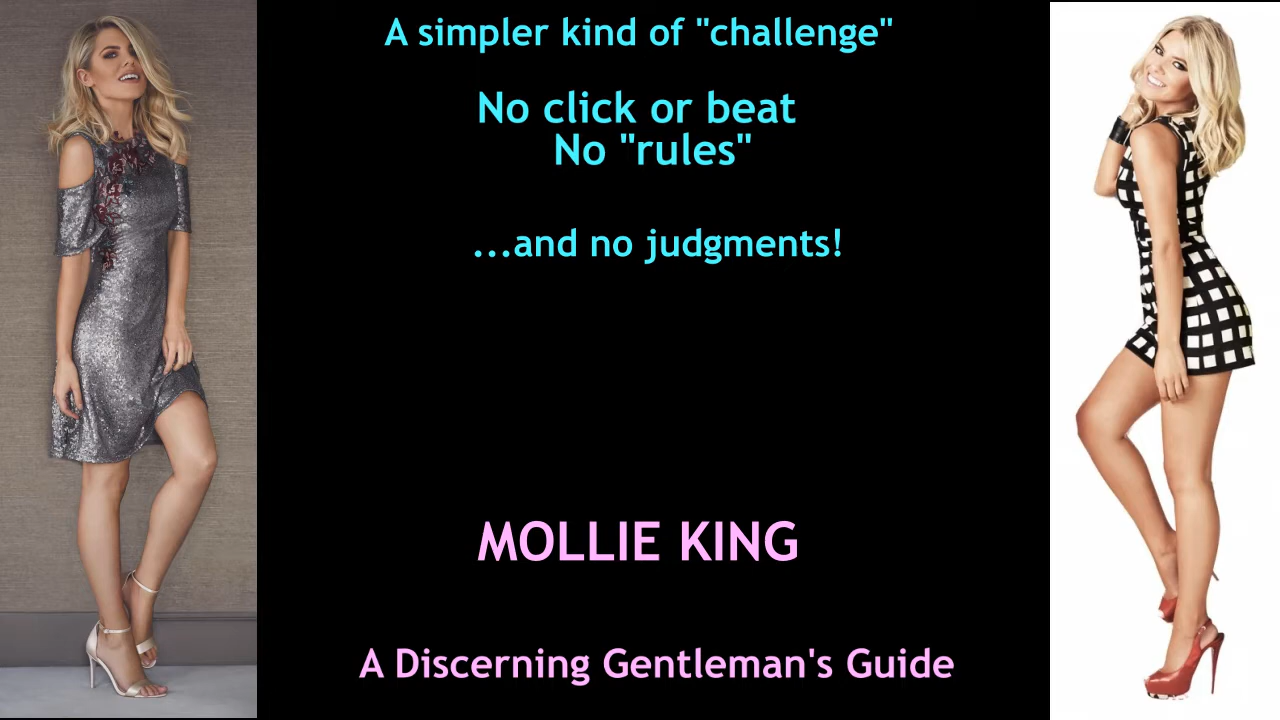 A simpler kind of "challenge"
No click or beat
No "rules"
...and no judgments!
MOLLIE KING
A Discerning Gentleman's Guide